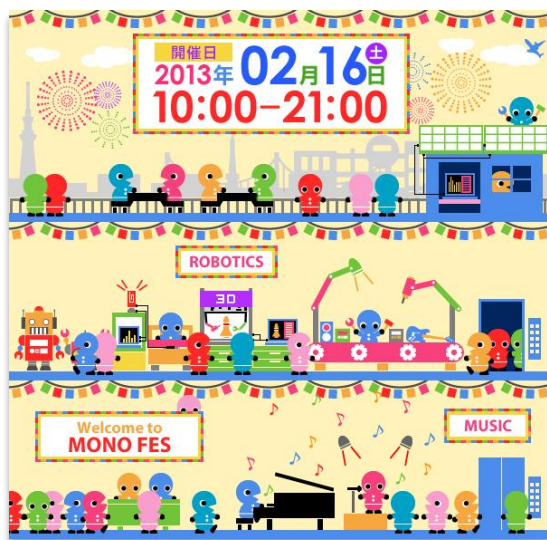 開催日
2013年 02月16日 土
10:00–21:00
ROBOTICS
3D
Welcome to
MONO FES
MUSIC